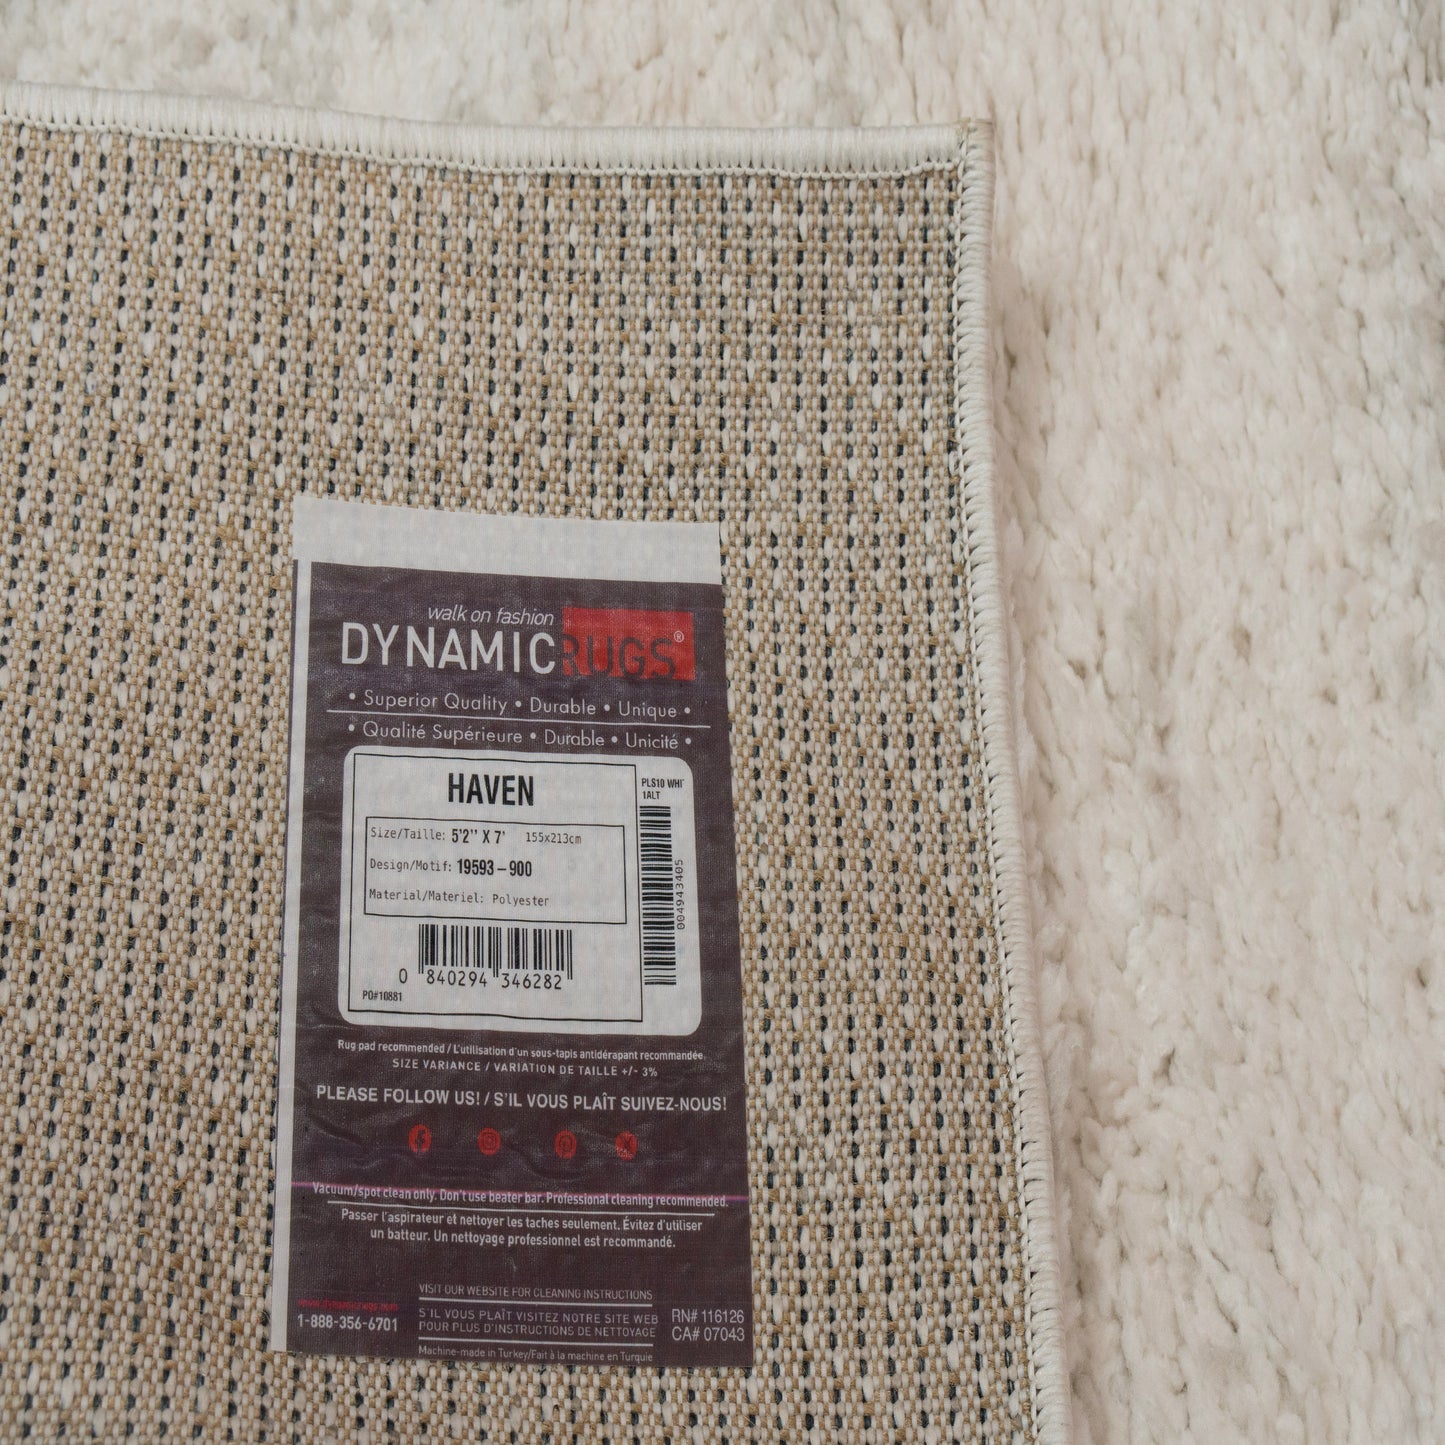 walk on fashion
DYNAMICRUGS®
• Superior Quality • Durable • Unique •
• Qualité Supérieure • Durable • Unicité •
HAVEN
Size/Taille: 5'2'' X 7' 155x213cm
Design/Motif: 19593-900
Material/Materiel: Polyester
0 840294 346282
PO#10881
PLS10 WHI
1ALT
004943405
Rug pad recommended / L'utilisation d'un sous-tapis antidérapant recommandée.
SIZE VARIANCE / VARIATION DE TAILLE +/- 3%
PLEASE FOLLOW US! / S'IL VOUS PLAÎT SUIVEZ-NOUS!
Vacuum/spot clean only. Don't use beater bar. Professional cleaning recommended.
Passer l'aspirateur et nettoyer les taches seulement. Évitez d'utiliser
un batteur. Un nettoyage professionnel est recommandé.
www.dynamicrugs.com
1-888-356-6701
VISIT OUR WEBSITE FOR CLEANING INSTRUCTIONS
S'IL VOUS PLAÎT VISITEZ NOTRE SITE WEB
POUR PLUS D'INSTRUCTIONS DE NETTOYAGE
Machine-made in Turkey/Fait à la machine en Turquie
RN# 116126
CA# 07043